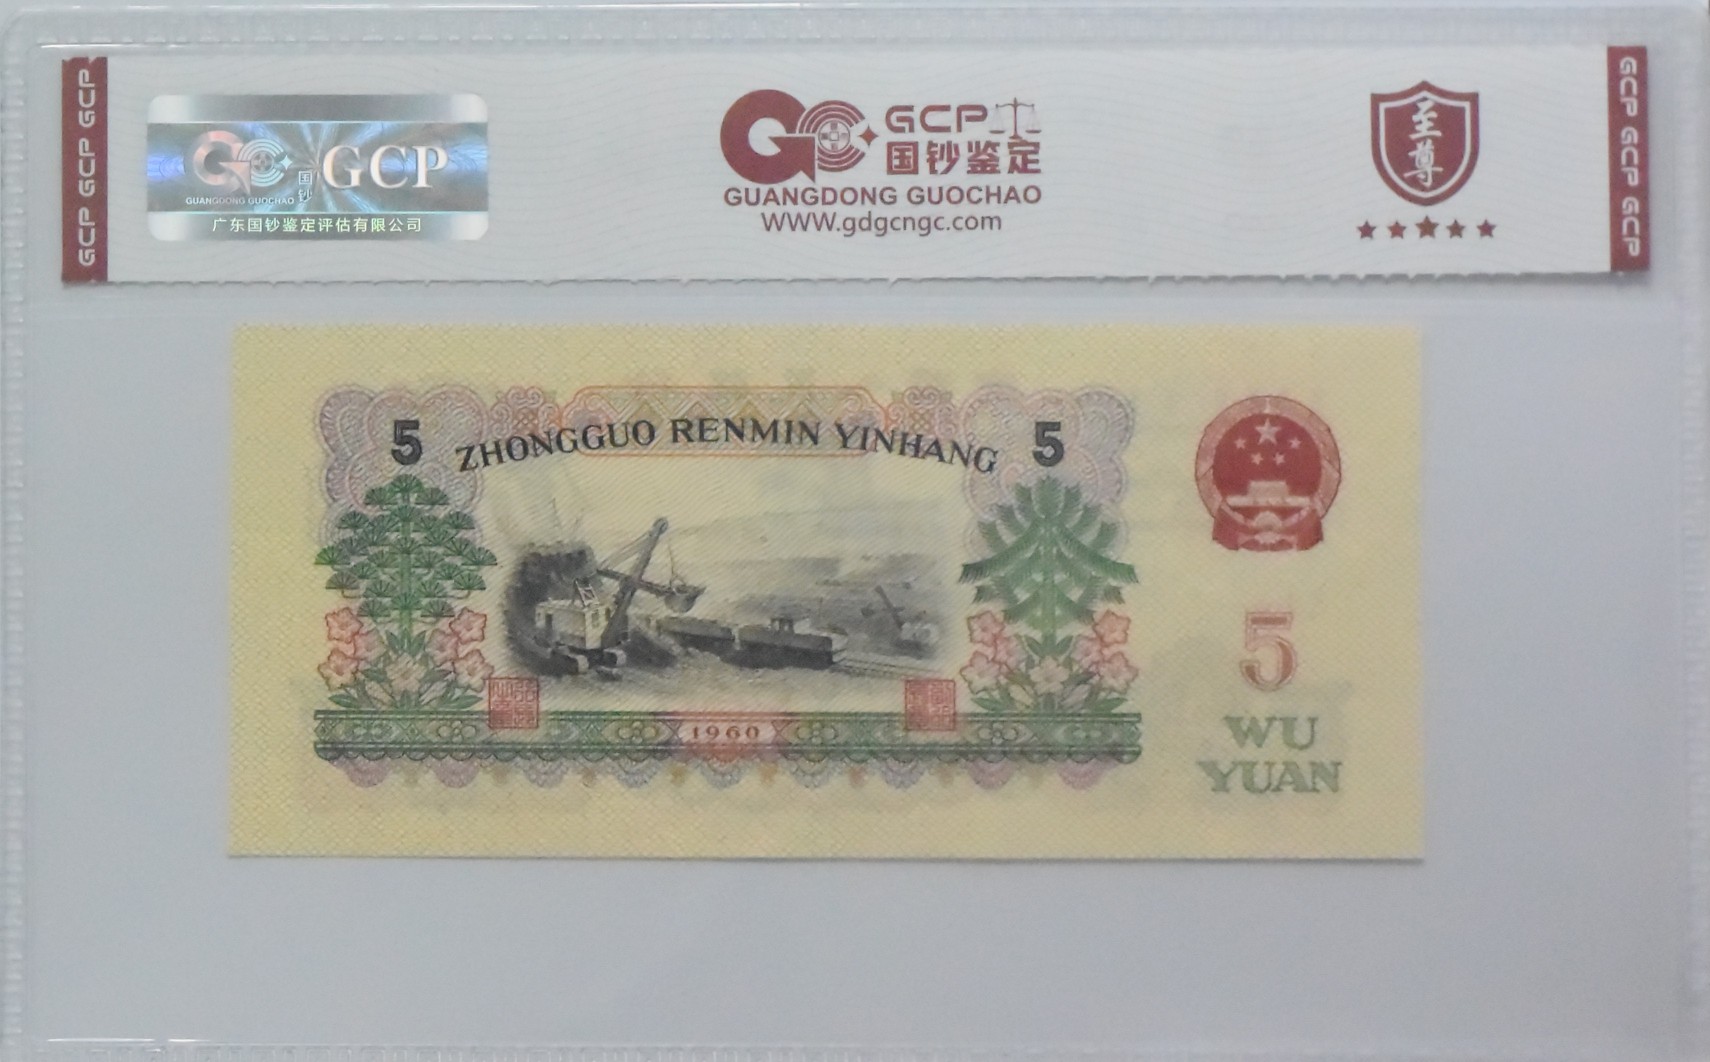 GCP GCP GCP
GCP
GUANGDONG GUOCHAO
国钞
广东国钞鉴定评估有限公司
GCP
国钞鉴定
GUANGDONG GUOCHAO
WWW.gdgcngc.com
至尊
GCP GCP GCP
5
ZHONGGUO RENMIN YINHANG
5
1960
5
WU
YUAN